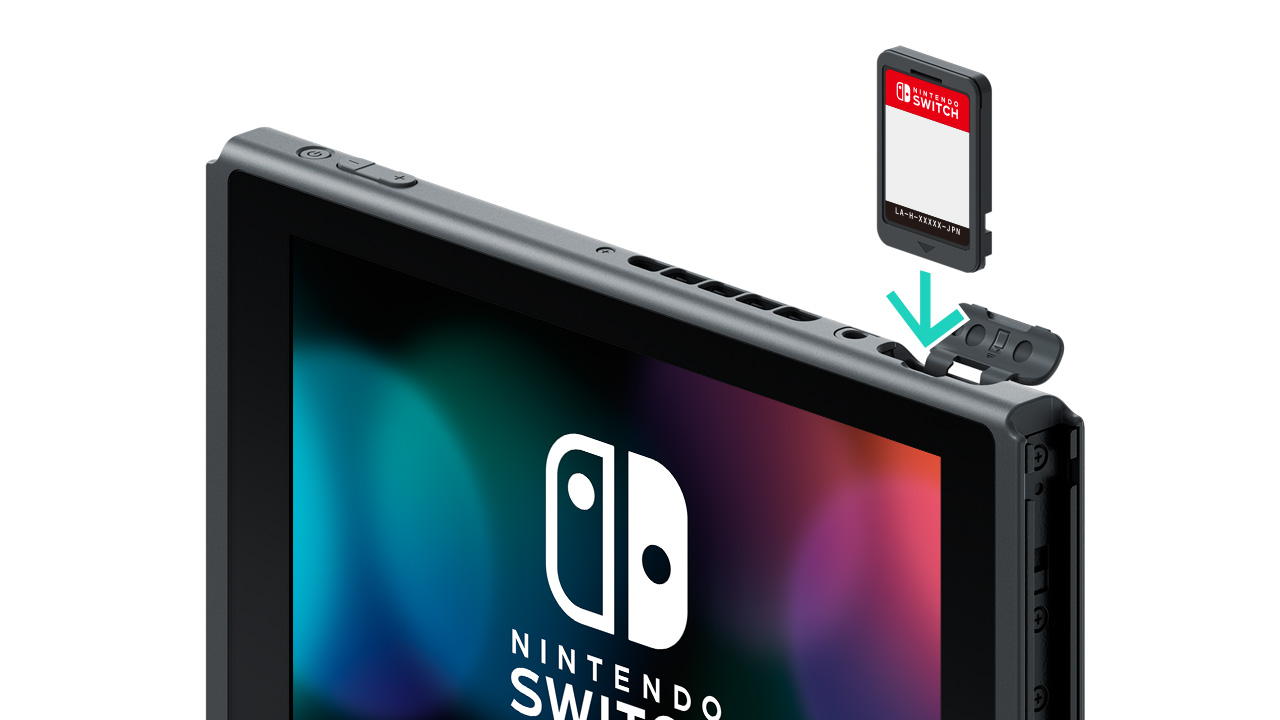 NINTENDO
SWITCH
LA-H-XXXXX-JPN
NINTENDO
SWITCH